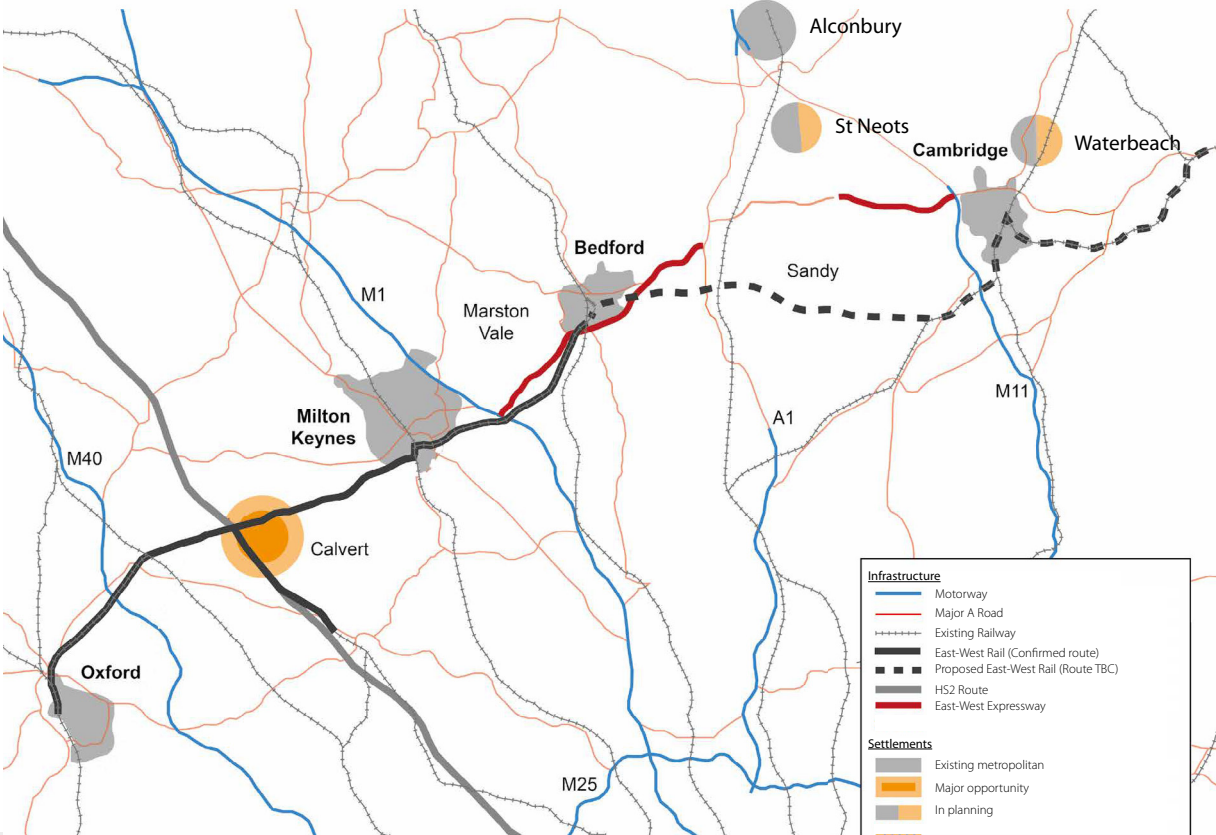 Alconbury
St Neots
Cambridge
Waterbeach
Bedford
Sandy
M1
Marston
Vale
M11
Milton
Keynes
A1
M40
Calvert
Oxford
M25
Infrastructure
Motorway
Major A Road
Existing Railway
East-West Rail (Confirmed route)
Proposed East-West Rail (Route TBC)
HS2 Route
East-West Expressway
Settlements
Existing metropolitan
Major opportunity
In planning